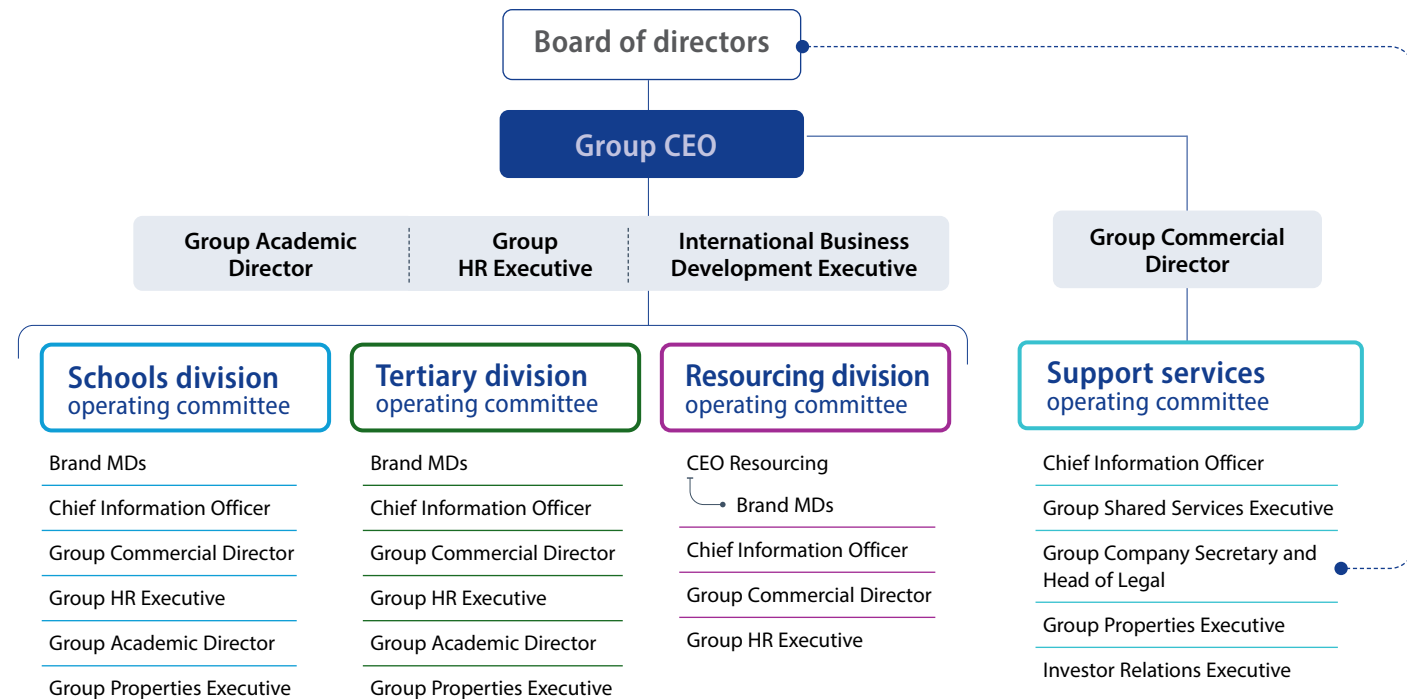 Board of directors
Group CEO
Group Academic
Director
Group
HR Executive
International Business
Development Executive
Group Commercial
Director
Schools division
operating committee
Brand MDs
Chief Information Officer
Group Commercial Director
Group HR Executive
Group Academic Director
Group Properties Executive
Tertiary division
operating committee
Brand MDs
Chief Information Officer
Group Commercial Director
Group HR Executive
Group Academic Director
Group Properties Executive
Resourcing division
operating committee
CEO Resourcing
Brand MDs
Chief Information Officer
Group Commercial Director
Group HR Executive
Support services
operating committee
Chief Information Officer
Group Shared Services Executive
Group Company Secretary and
Head of Legal
Group Properties Executive
Investor Relations Executive